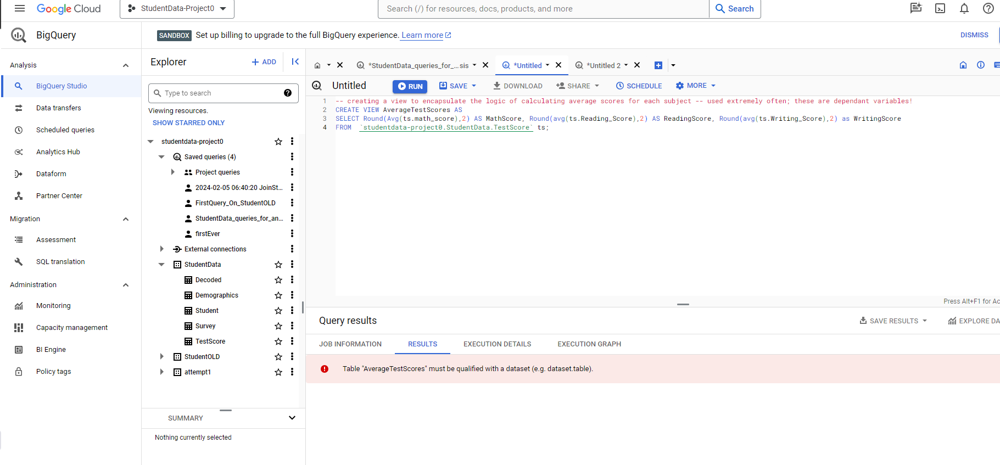 Google Cloud
StudentData-Project0
Search (/) for resources, docs, products, and more
Search
BigQuery
SANDBOX Set up billing to upgrade to the full BigQuery experience. Learn more
DISMISS
Analysis
BigQuery Studio
Data transfers
Scheduled queries
Analytics Hub
Dataform
Partner Center
Migration
Assessment
SQL translation
Administration
Monitoring
Capacity management
BI Engine
Policy tags
Explorer
+ ADD
Type to search
Viewing resources.
SHOW STARRED ONLY
studentdata-project0
Saved queries (4)
Project queries
2024-02-05 06:40:20 JoinSt...
FirstQuery_On_StudentOLD
StudentData_queries_for_an...
firstEver
External connections
StudentData
Decoded
Demographics
Student
Survey
TestScore
StudentOLD
attempt1
SUMMARY
Nothing currently selected
*StudentData_queries_for_...sis
*Untitled
*Untitled 2
Untitled
RUN
SAVE
DOWNLOAD
SHARE
SCHEDULE
MORE
1 -- creating a view to encapsulate the logic of calculating average scores for each subject -- used extremely often; these are dependant variables!
2 CREATE VIEW AverageTestScores AS
3 SELECT Round(Avg(ts.math_score),2) AS MathScore, Round(avg(ts.Reading_Score),2) AS ReadingScore, Round(avg(ts.Writing_Score),2) as WritingScore
4 FROM `studentdata-project0.StudentData.TestScore` ts;
Press Alt+F1 for Ac
Query results
SAVE RESULTS
EXPLORE DA
JOB INFORMATION
RESULTS
EXECUTION DETAILS
EXECUTION GRAPH
Table "AverageTestScores" must be qualified with a dataset (e.g. dataset.table).